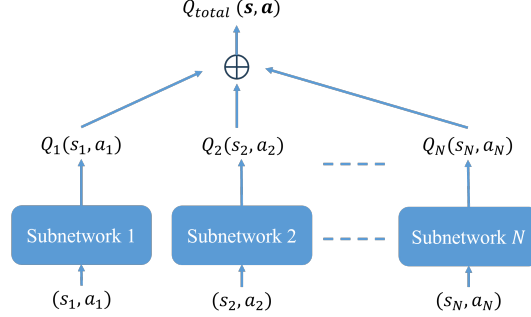 Q_total (s, a)
⊕
Q_1(s_1, a_1) Q_2(s_2, a_2) Q_N(s_N, a_N)
Subnetwork 1 Subnetwork 2 Subnetwork N
(s_1, a_1) (s_2, a_2) (s_N, a_N)